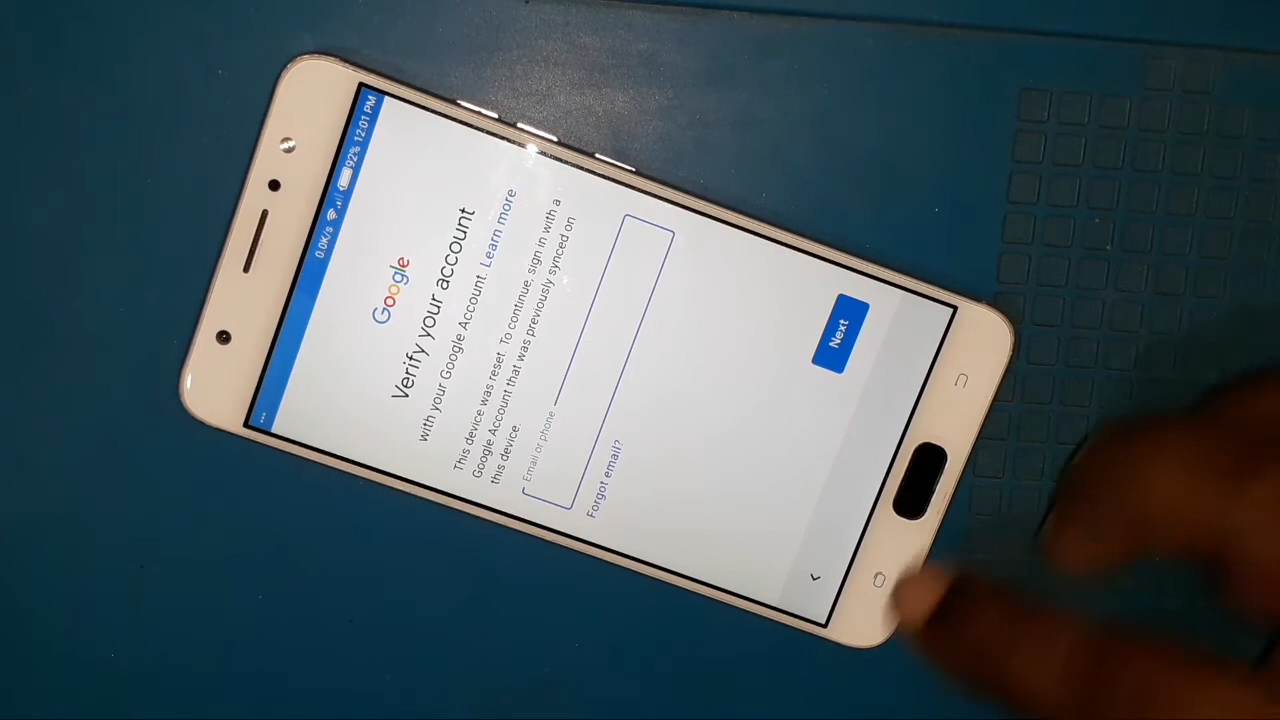 0.0K/s 92% 12:01 PM
Google
Verify your account
with your Google Account. Learn more
This device was reset. To continue, sign in with a
Google Account that was previously synced on
this device.
Email or phone
Forgot email?
Next